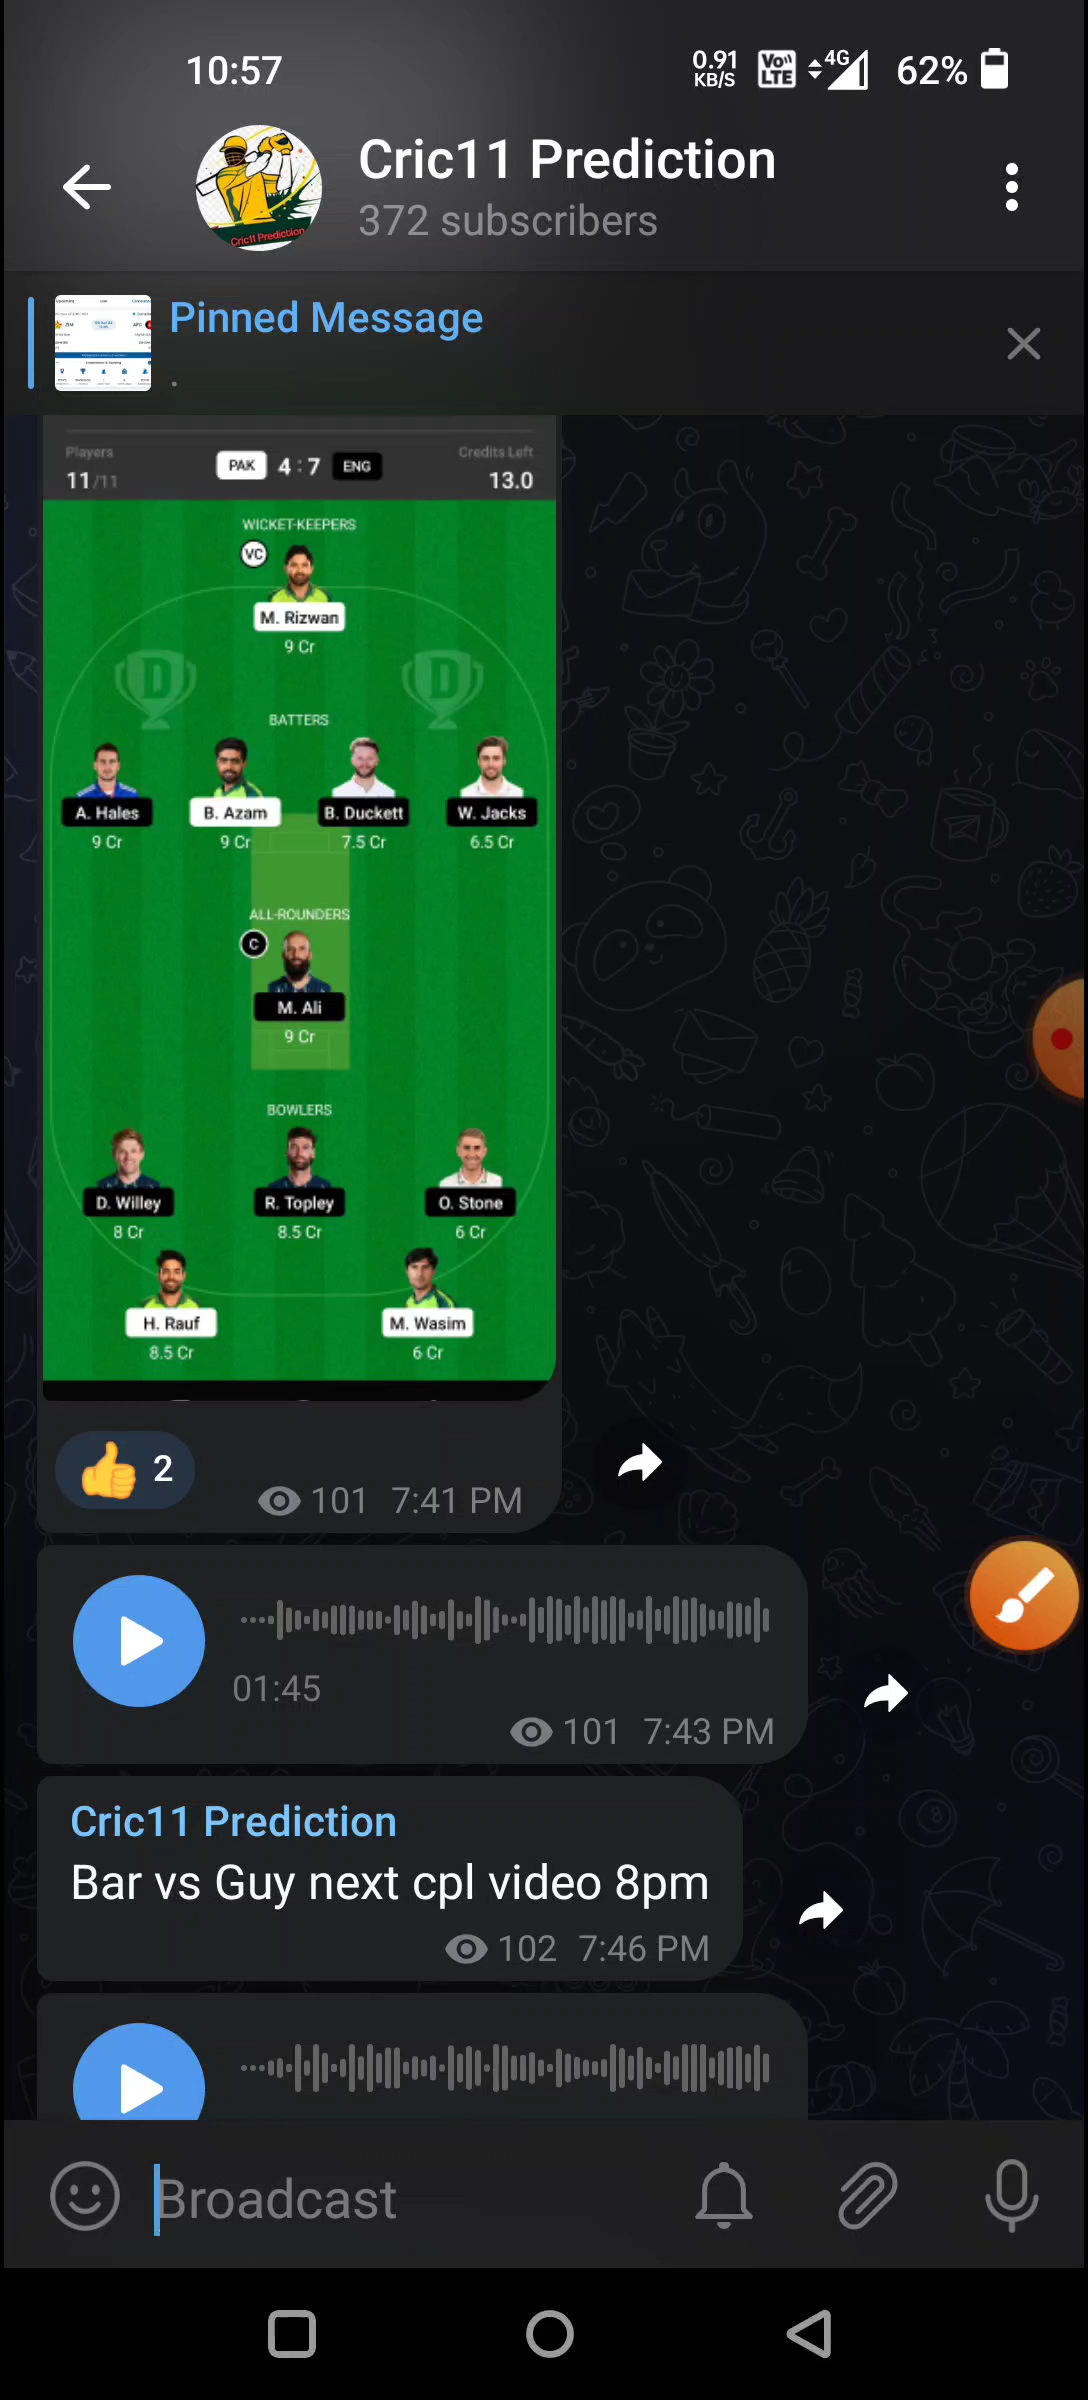 10:57
0.91
KB/S
Vo))
LTE
4G
62%
Cric11 Prediction
372 subscribers
Cric11 Prediction
Pinned Message
.
Players
11/11
PAK 4 : 7 ENG
Credits Left
13.0
WICKET-KEEPERS
VC
M. Rizwan
9 Cr
BATTERS
A. Hales
B. Azam
B. Duckett
W. Jacks
9 Cr
9 Cr
7.5 Cr
6.5 Cr
ALL-ROUNDERS
C
M. Ali
9 Cr
BOWLERS
D. Willey
R. Topley
O. Stone
8 Cr
8.5 Cr
6 Cr
H. Rauf
M. Wasim
8.5 Cr
6 Cr
2
101 7:41 PM
01:45
101 7:43 PM
Cric11 Prediction
Bar vs Guy next cpl video 8pm
102 7:46 PM
Broadcast